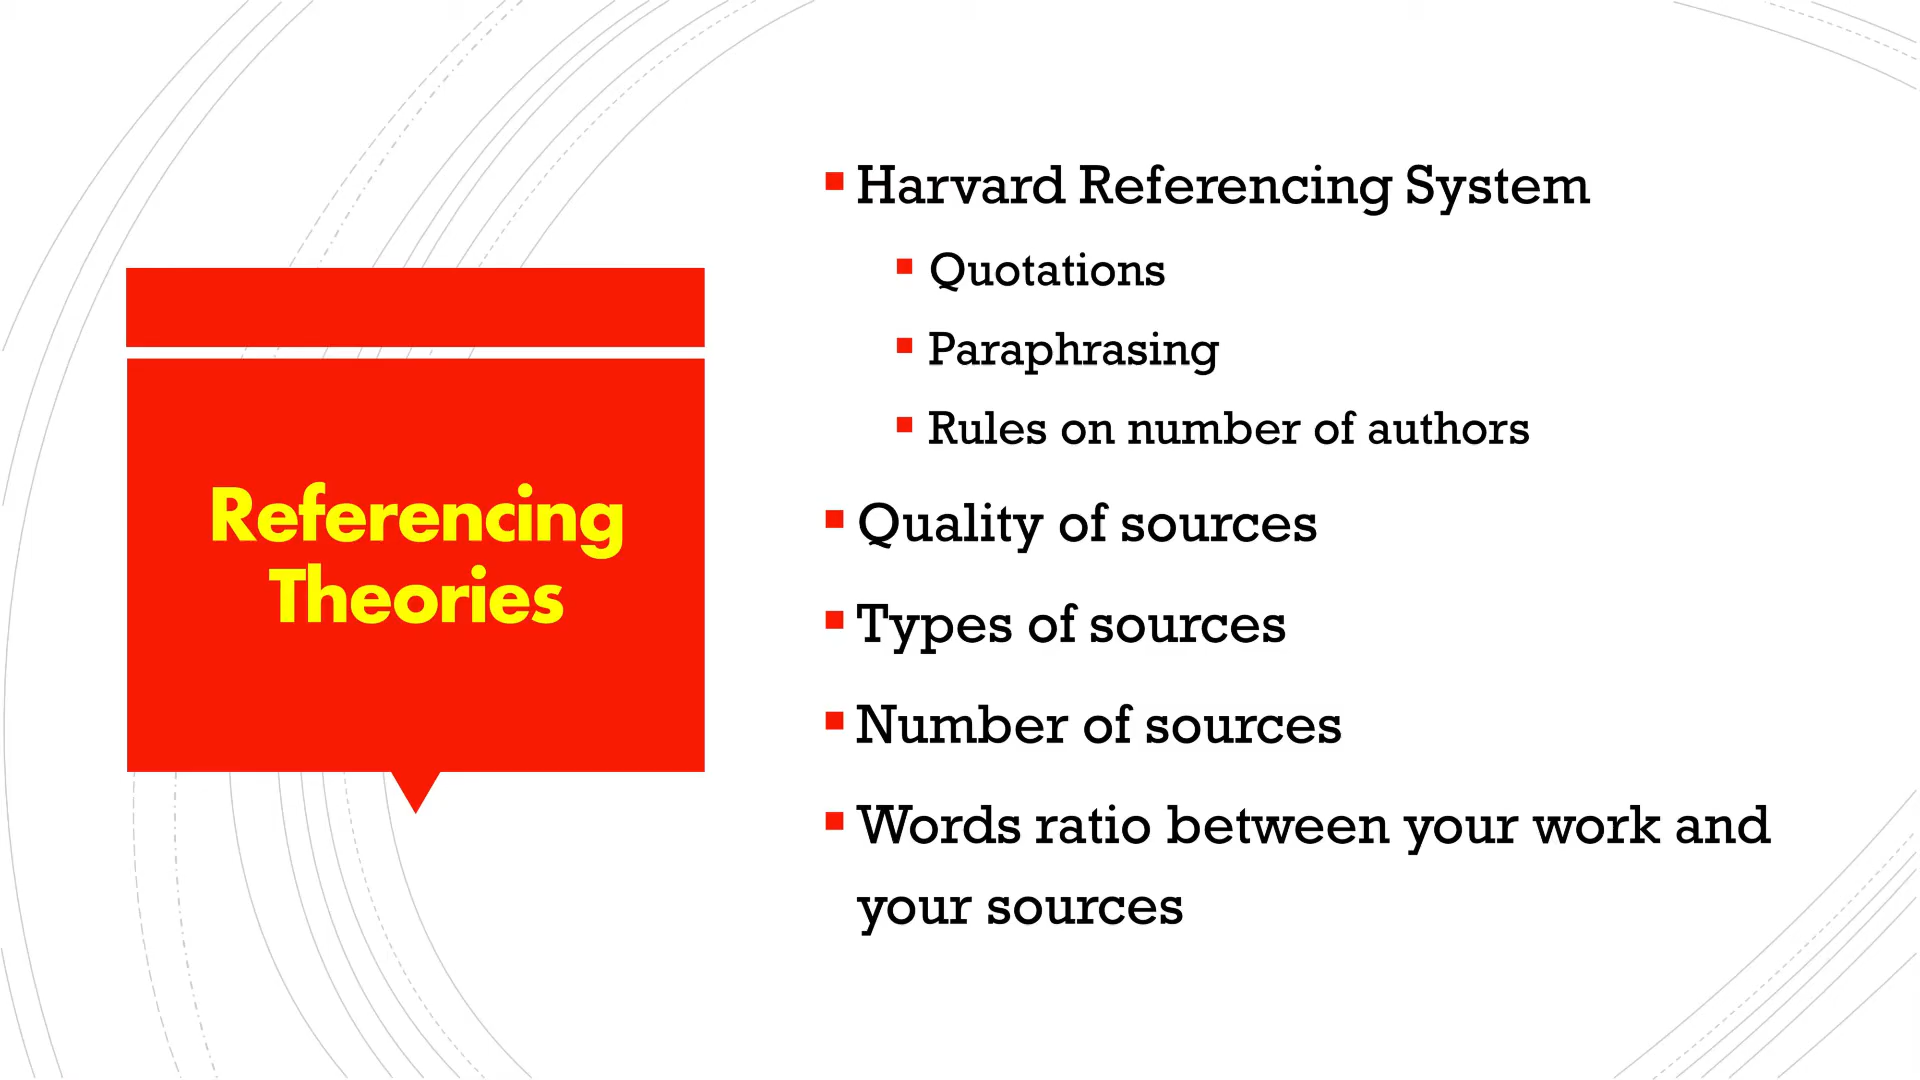 Referencing
Theories
Harvard Referencing System
Quotations
Paraphrasing
Rules on number of authors
Quality of sources
Types of sources
Number of sources
Words ratio between your work and
your sources